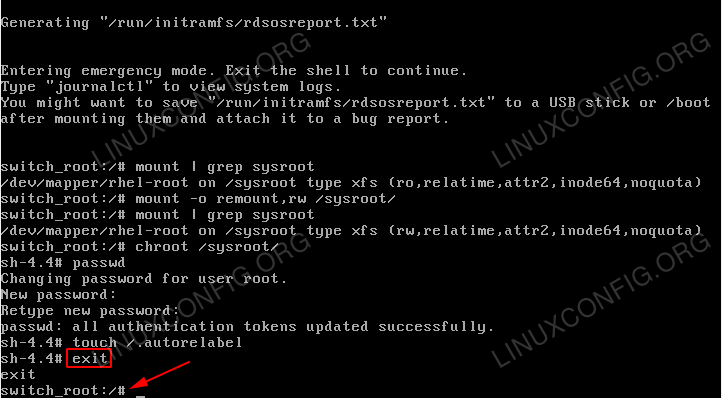 Generating "/run/initramfs/rdsosreport.txt"
Entering emergency mode. Exit the shell to continue.
Type "journalctl" to view system logs.
You might want to save "/run/initramfs/rdsosreport.txt" to a USB stick or /boot
after mounting them and attach it to a bug report.
switch_root:/# mount | grep sysroot
/dev/mapper/rhel-root on /sysroot type xfs (ro,relatime,attr2,inode64,noquota)
switch_root:/# mount -o remount,rw /sysroot/
switch_root:/# mount | grep sysroot
/dev/mapper/rhel-root on /sysroot type xfs (rw,relatime,attr2,inode64,noquota)
switch_root:/# chroot /sysroot/
sh-4.4# passwd
Changing password for user root.
New password:
Retype new password:
passwd: all authentication tokens updated successfully.
sh-4.4# touch /.autorelabel
sh-4.4# exit
exit
switch_root:/# _
LINUXCONFIG.ORG
LINUXCONFIG.ORG
LINUXCONFIG.ORG
LINUXCONFIG.ORG